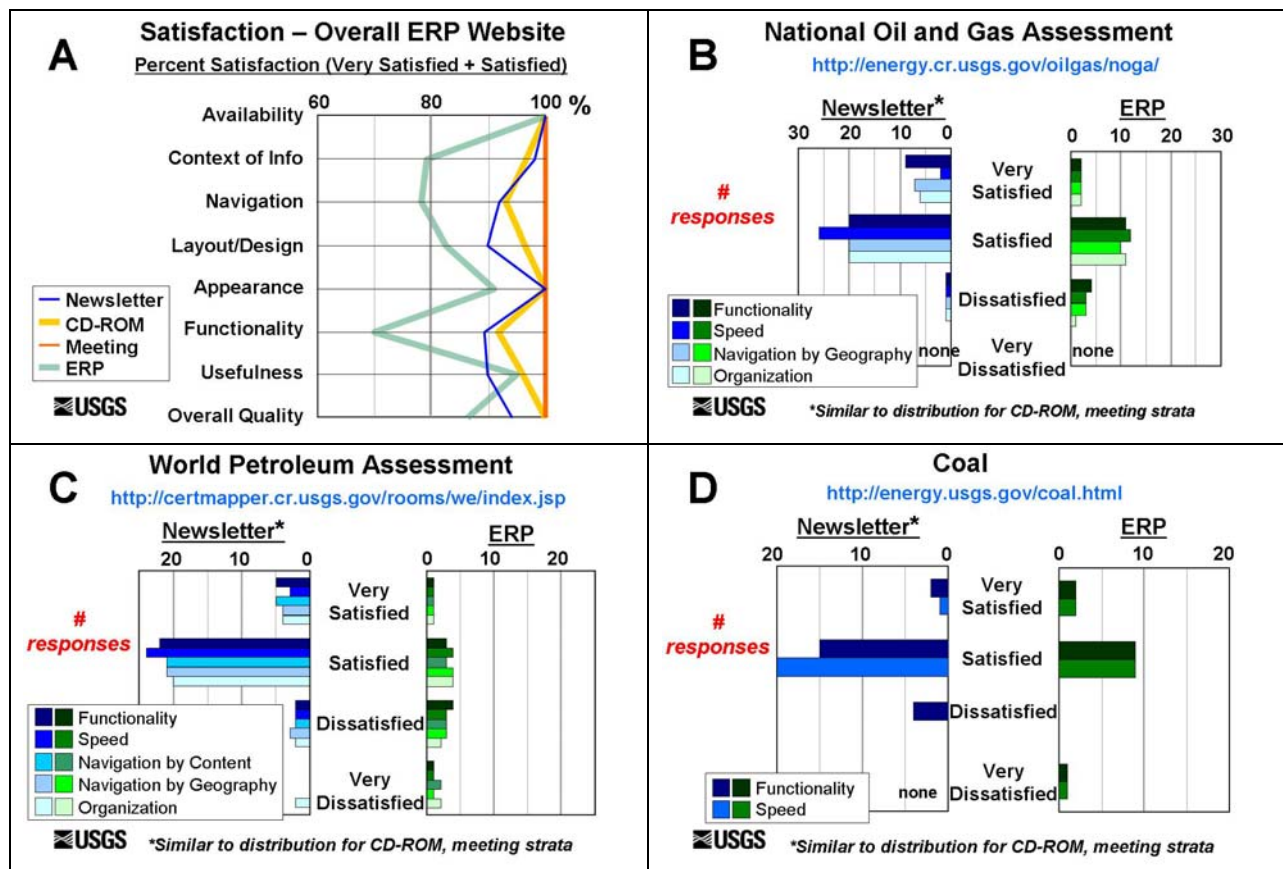 A
Satisfaction – Overall ERP Website
Percent Satisfaction (Very Satisfied + Satisfied)
60 80 100 %
Availability
Context of Info
Navigation
Layout/Design
Appearance
Functionality
Usefulness
Overall Quality
Newsletter
CD-ROM
Meeting
ERP
USGS
B
National Oil and Gas Assessment
http://energy.cr.usgs.gov/oilgas/noga/
Newsletter* ERP
30 20 10 0 0 10 20 30
# responses
Very
Satisfied
Satisfied
Dissatisfied
none Very none
Dissatisfied
Functionality
Speed
Navigation by Geography
Organization
USGS *Similar to distribution for CD-ROM, meeting strata
C
World Petroleum Assessment
http://certmapper.cr.usgs.gov/rooms/we/index.jsp
Newsletter* ERP
20 10 0 0 10 20
#
responses
Very
Satisfied
Satisfied
Dissatisfied
Very
Dissatisfied
Functionality
Speed
Navigation by Content
Navigation by Geography
Organization
USGS *Similar to distribution for CD-ROM, meeting strata
D
Coal
http://energy.usgs.gov/coal.html
Newsletter* ERP
20 10 0 0 10 20
#
responses
Very
Satisfied
Satisfied
Dissatisfied
Very
none Dissatisfied
Functionality
Speed
USGS *Similar to distribution for CD-ROM, meeting strata